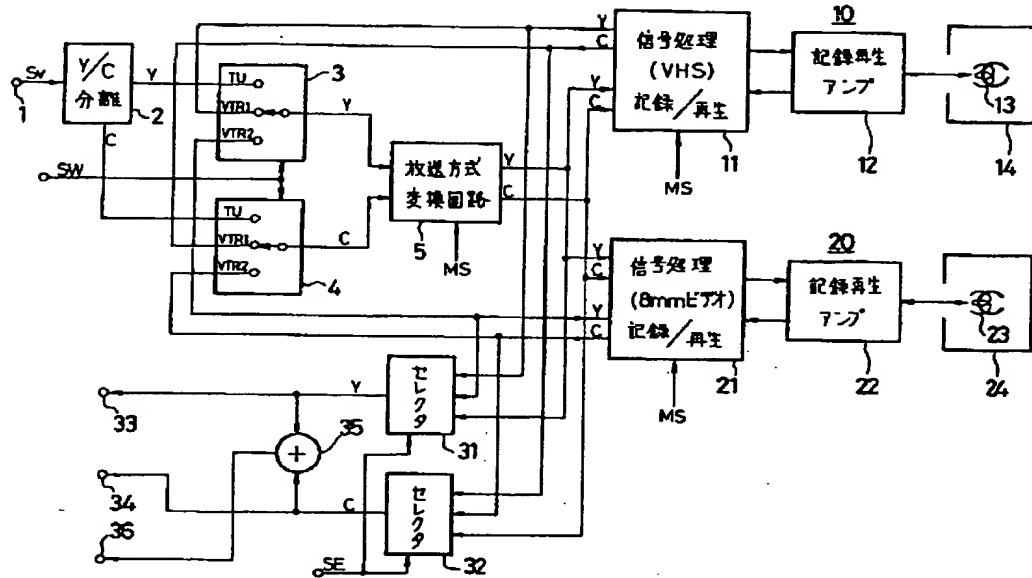 Sv
1
Y/C
分離
2
Y
C
SW
TU
VTR1
VTR2
3
Y
TU
VTR1
VTR2
4
C
放送方式
変換回路
5
MS
Y
C
Y
C
信号処理
(VHS)
記録/再生
11
MS
10
記録再生
アンプ
12
13
14
Y
C
Y
C
信号処理
(8mmビデオ)
記録/再生
21
MS
20
記録再生
アンプ
22
23
24
33
Y
セレクタ
31
35
+
34
C
セレクタ
32
36
SE